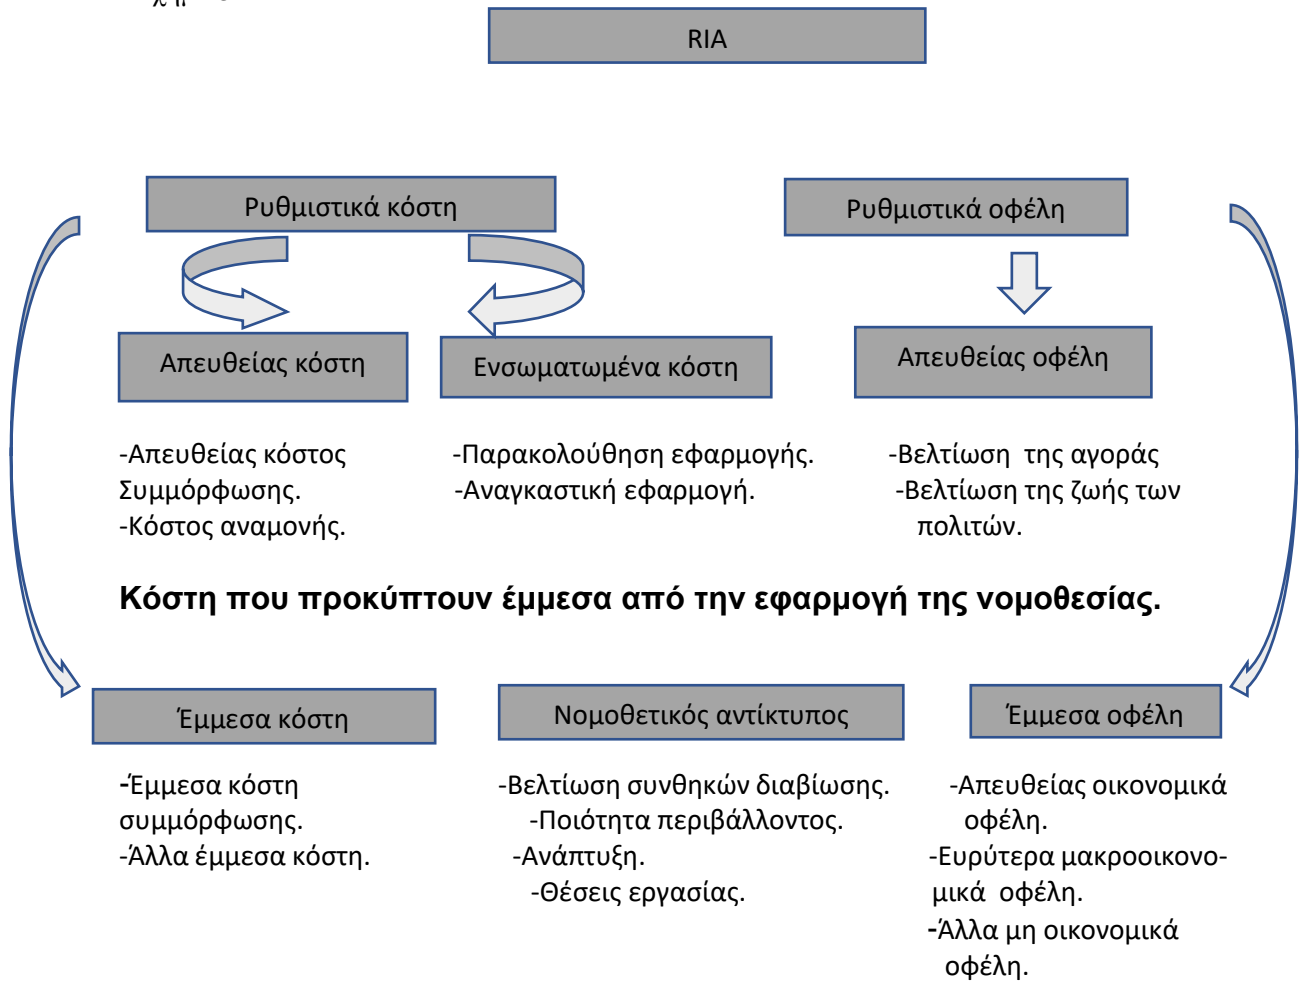 RIA
Ρυθμιστικά κόστη
Ρυθμιστικά οφέλη
Απευθείας κόστη
Ενσωματωμένα κόστη
Απευθείας οφέλη
-Απευθείας κόστος
Συμμόρφωσης.
-Κόστος αναμονής.
-Παρακολούθηση εφαρμογής.
-Αναγκαστική εφαρμογή.
-Βελτίωση της αγοράς
-Βελτίωση της ζωής των
πολιτών.
Κόστη που προκύπτουν έμμεσα από την εφαρμογή της νομοθεσίας.
Έμμεσα κόστη
Νομοθετικός αντίκτυπος
Έμμεσα οφέλη
-Έμμεσα κόστη
συμμόρφωσης.
-Άλλα έμμεσα κόστη.
-Βελτίωση συνθηκών διαβίωσης.
-Ποιότητα περιβάλλοντος.
-Ανάπτυξη.
-Θέσεις εργασίας.
-Απευθείας οικονομικά
οφέλη.
-Ευρύτερα μακροοικονο-
μικά οφέλη.
-Άλλα μη οικονομικά
οφέλη.